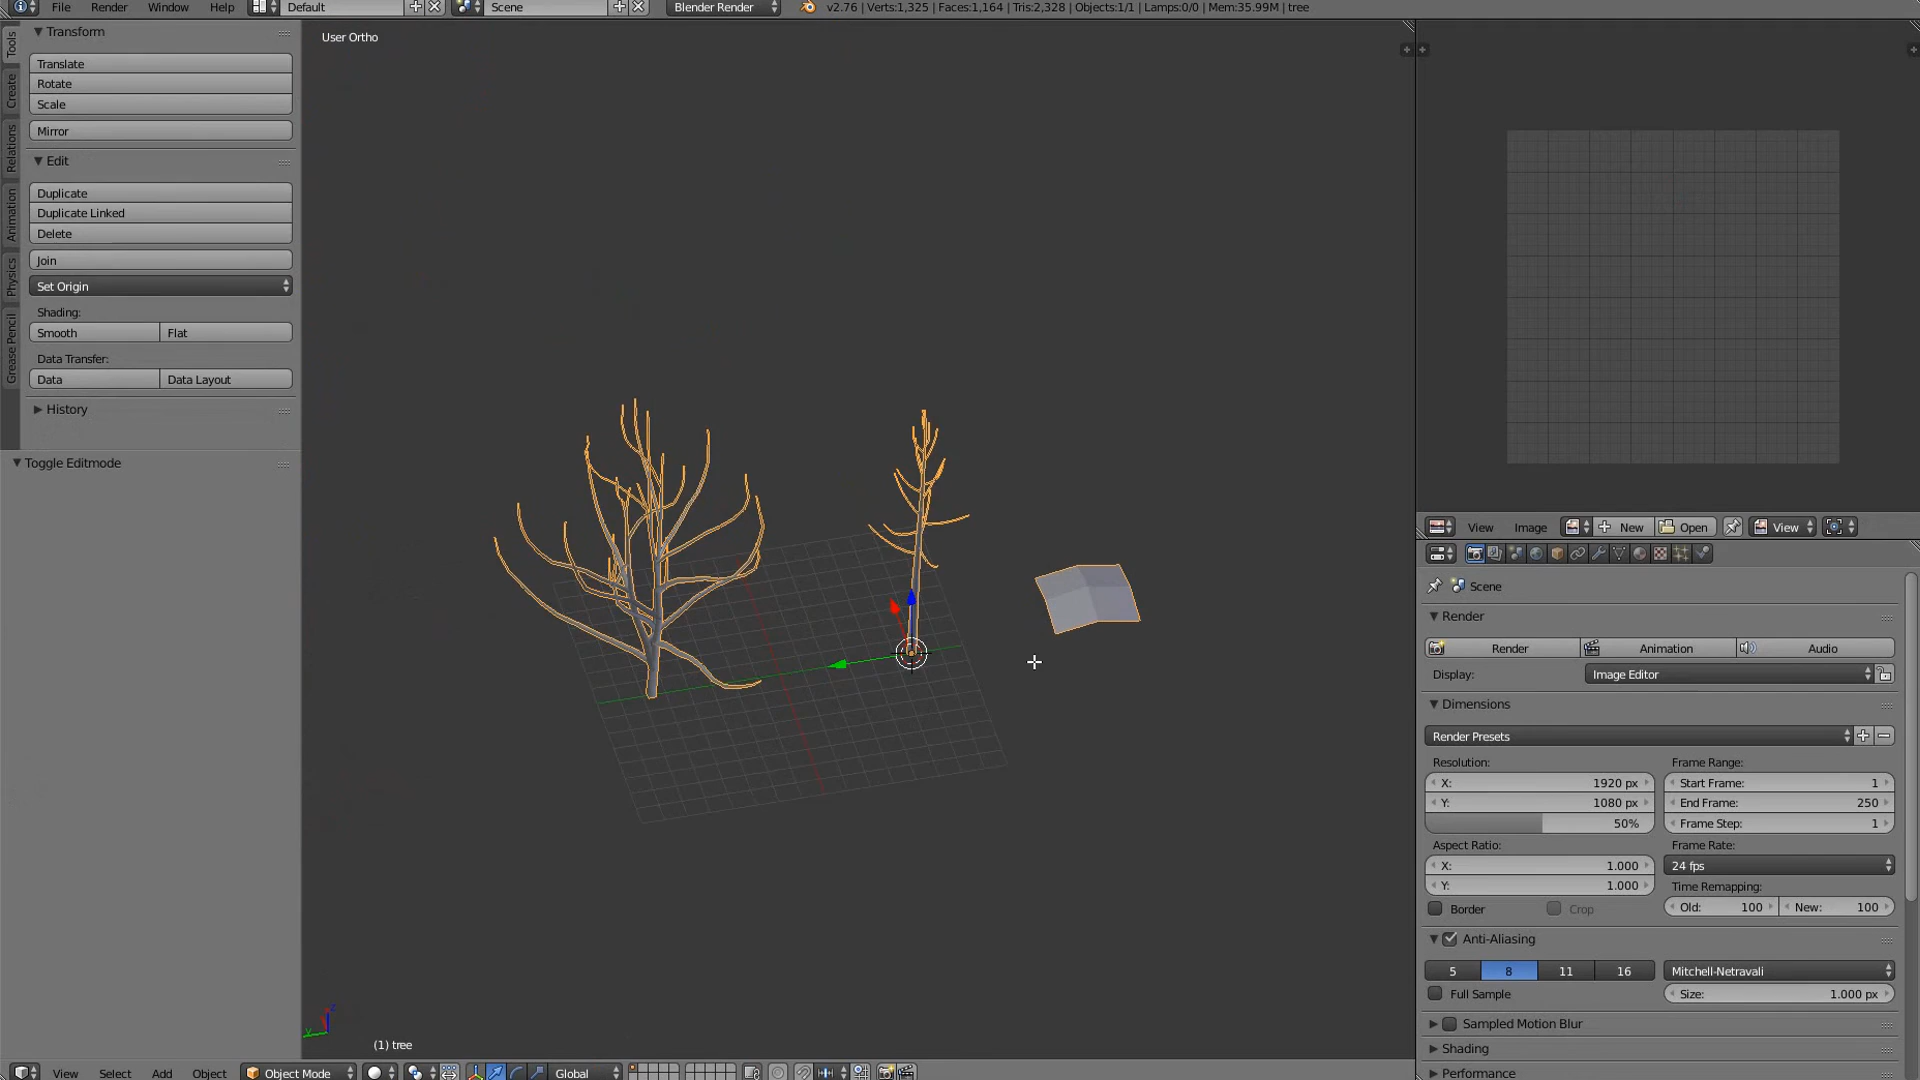 File Render Window Help Default Scene Blender Render v2.76 | Verts:1,325 | Faces:1,164 | Tris:2,328 | Objects:1/1 | Lamps:0/0 | Mem:35.99M | tree
Tools
Create
Relations
Animation
Physics
Grease Pencil
Transform
Translate
Rotate
Scale
Mirror
Edit
Duplicate
Duplicate Linked
Delete
Join
Set Origin
Shading:
Smooth Flat
Data Transfer:
Data Data Layout
History
Toggle Editmode
User Ortho
(1) tree
View Select Add Object Object Mode Global
View Image New Open View
Scene
Render
Render Animation Audio
Display: Image Editor
Dimensions
Render Presets
Resolution: Frame Range:
X: 1920 px Start Frame: 1
Y: 1080 px End Frame: 250
50% Frame Step: 1
Aspect Ratio: Frame Rate:
X: 1.000 24 fps
Y: 1.000 Time Remapping:
Border Crop Old: 100 New: 100
Anti-Aliasing
5 8 11 16 Mitchell-Netravali
Full Sample Size: 1.000 px
Sampled Motion Blur
Shading
Performance